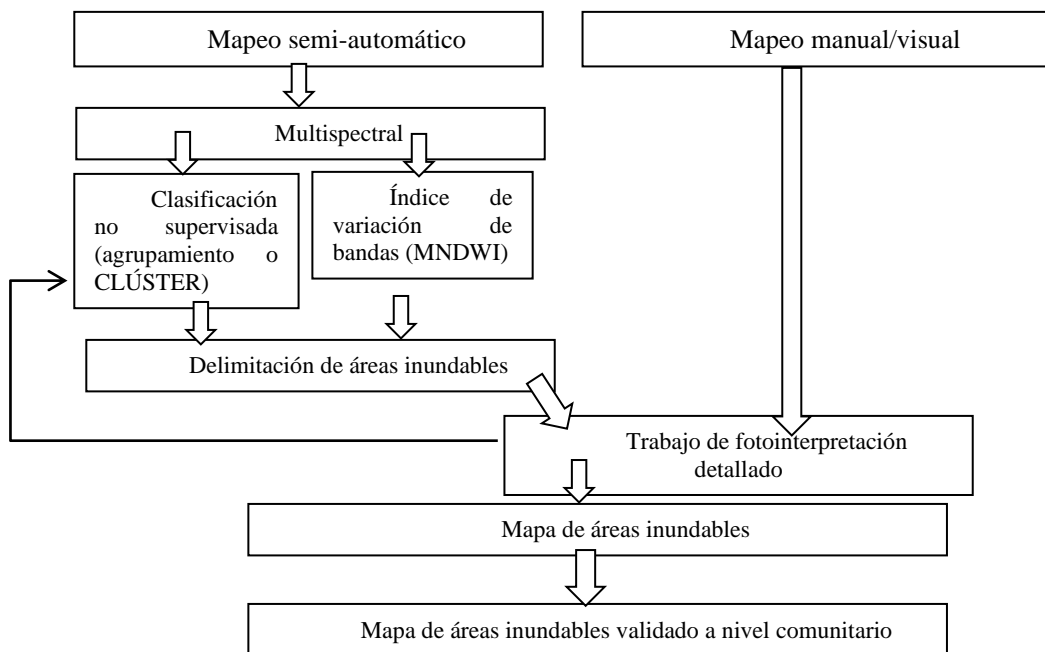 Mapeo semi-automático
Mapeo manual/visual
Multispectral
Clasificación
no supervisada
(agrupamiento o
CLÚSTER)
Índice de
variación de
bandas (MNDWI)
Delimitación de áreas inundables
Trabajo de fotointerpretación
detallado
Mapa de áreas inundables
Mapa de áreas inundables validado a nivel comunitario